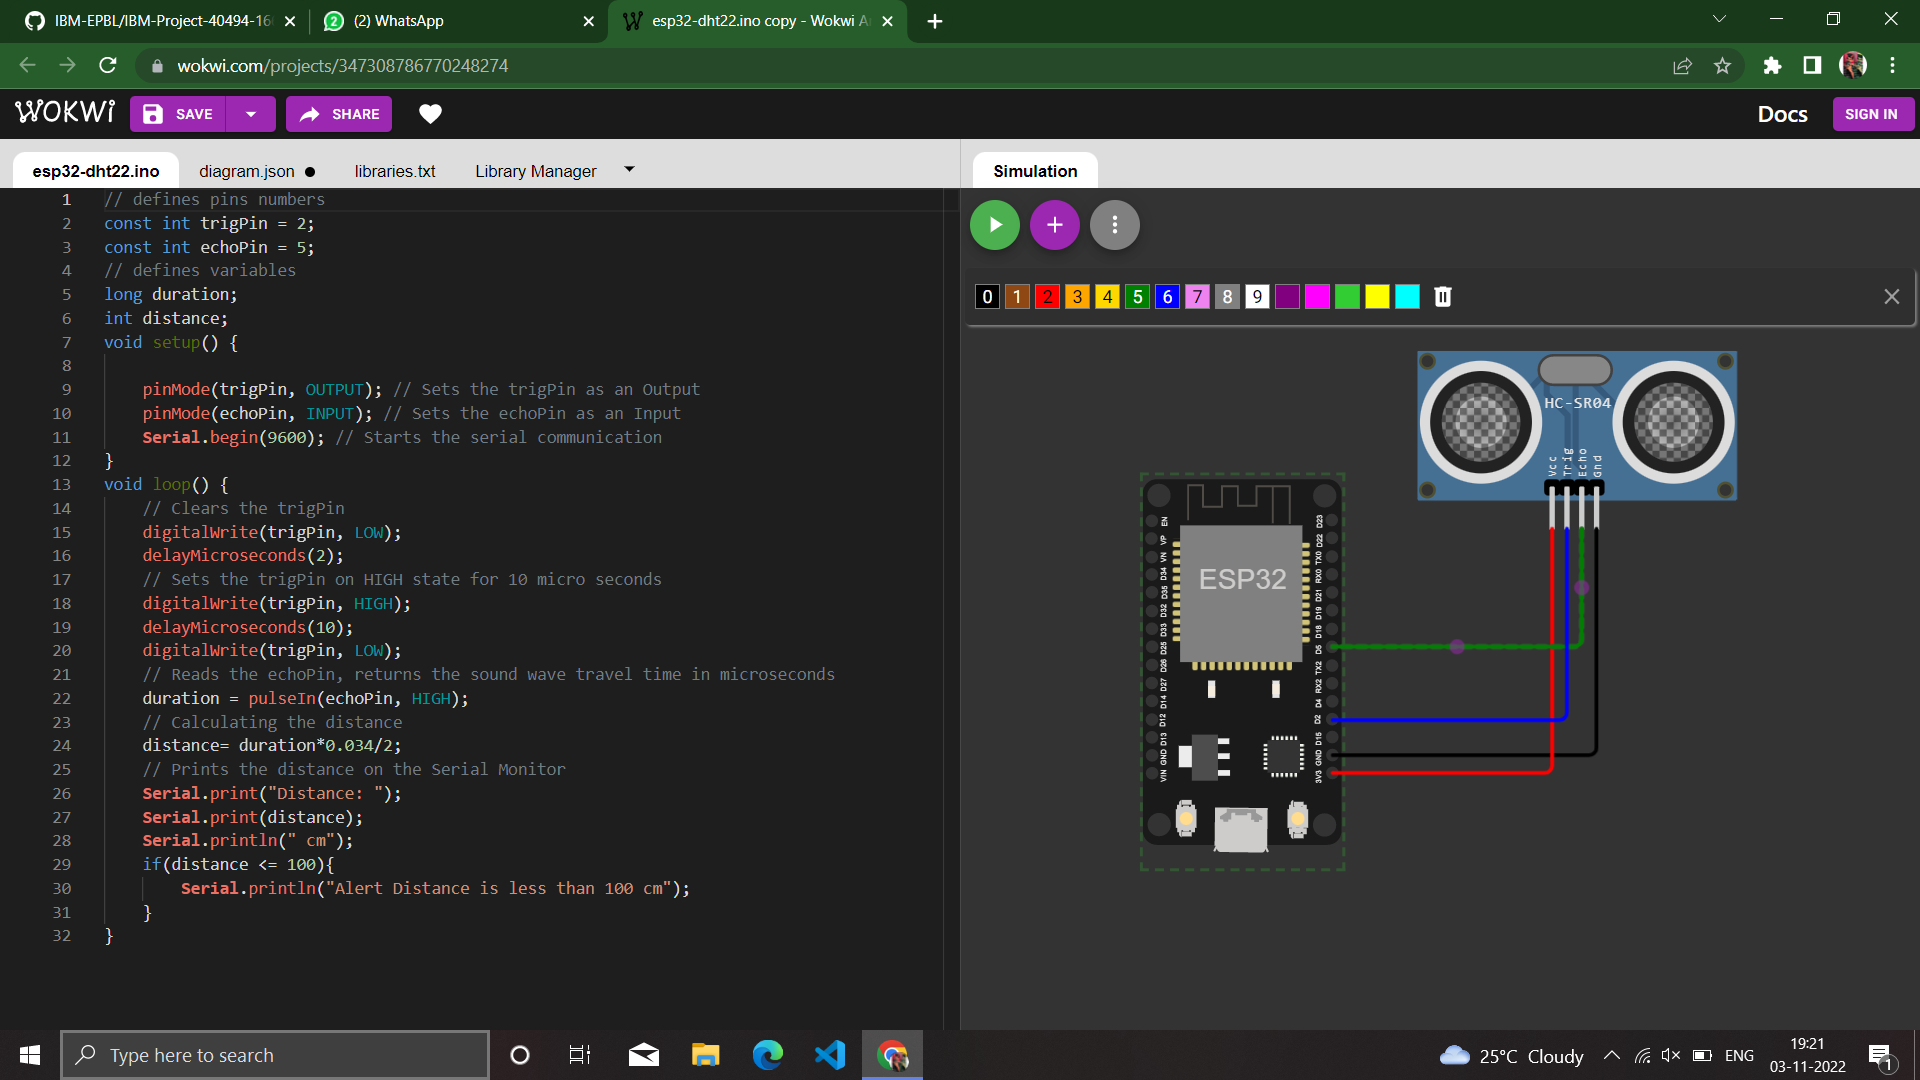 IBM-EPBL/IBM-Project-40494-166
(2) WhatsApp
esp32-dht22.ino copy - Wokwi A
wokwi.com/projects/347308786770248274
WOKWi
SAVE
SHARE
Docs
SIGN IN
esp32-dht22.ino
diagram.json
libraries.txt
Library Manager
Simulation
1 // defines pins numbers
2 const int trigPin = 2;
3 const int echoPin = 5;
4 // defines variables
5 long duration;
6 int distance;
7 void setup() {
8
9 pinMode(trigPin, OUTPUT); // Sets the trigPin as an Output
10 pinMode(echoPin, INPUT); // Sets the echoPin as an Input
11 Serial.begin(9600); // Starts the serial communication
12 }
13 void loop() {
14 // Clears the trigPin
15 digitalWrite(trigPin, LOW);
16 delayMicroseconds(2);
17 // Sets the trigPin on HIGH state for 10 micro seconds
18 digitalWrite(trigPin, HIGH);
19 delayMicroseconds(10);
20 digitalWrite(trigPin, LOW);
21 // Reads the echoPin, returns the sound wave travel time in microseconds
22 duration = pulseIn(echoPin, HIGH);
23 // Calculating the distance
24 distance= duration*0.034/2;
25 // Prints the distance on the Serial Monitor
26 Serial.print("Distance: ");
27 Serial.print(distance);
28 Serial.println(" cm");
29 if(distance <= 100){
30 Serial.println("Alert Distance is less than 100 cm");
31 }
32 }
0 1 2 3 4 5 6 7 8 9
HC-SR04
Vcc
Trig
Echo
Gnd
ESP32
EN
VP
VN
D34
D35
D32
D33
D25
D26
D27
D14
D12
D13
GND
VIN
D23
D22
TX0
RX0
D21
D19
D18
D5
TX2
RX2
D4
D2
D15
GND
3V3
Type here to search
25°C Cloudy
ENG
19:21
03-11-2022
1